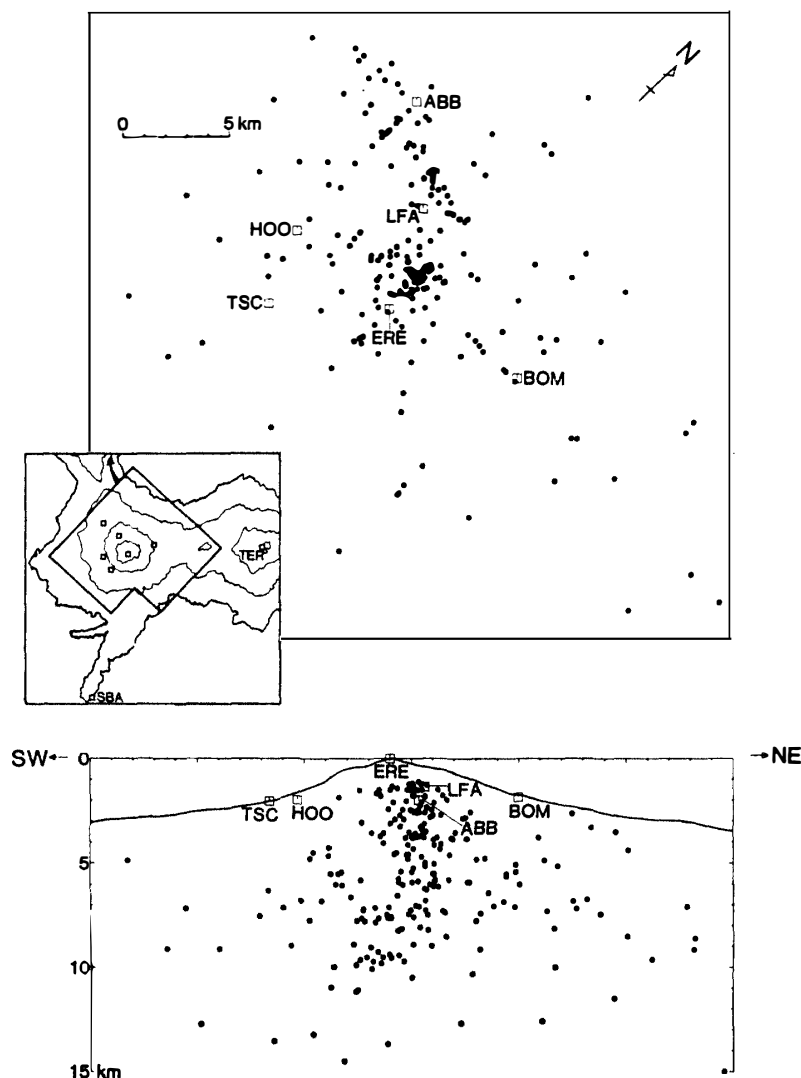 N
ABB
0 5 km
LFA
HOO
TSC
ERE
BOM
TER
SBA
SW 0 NE
ERE
LFA
TSC HOO BOM
ABB
5
10
15 km